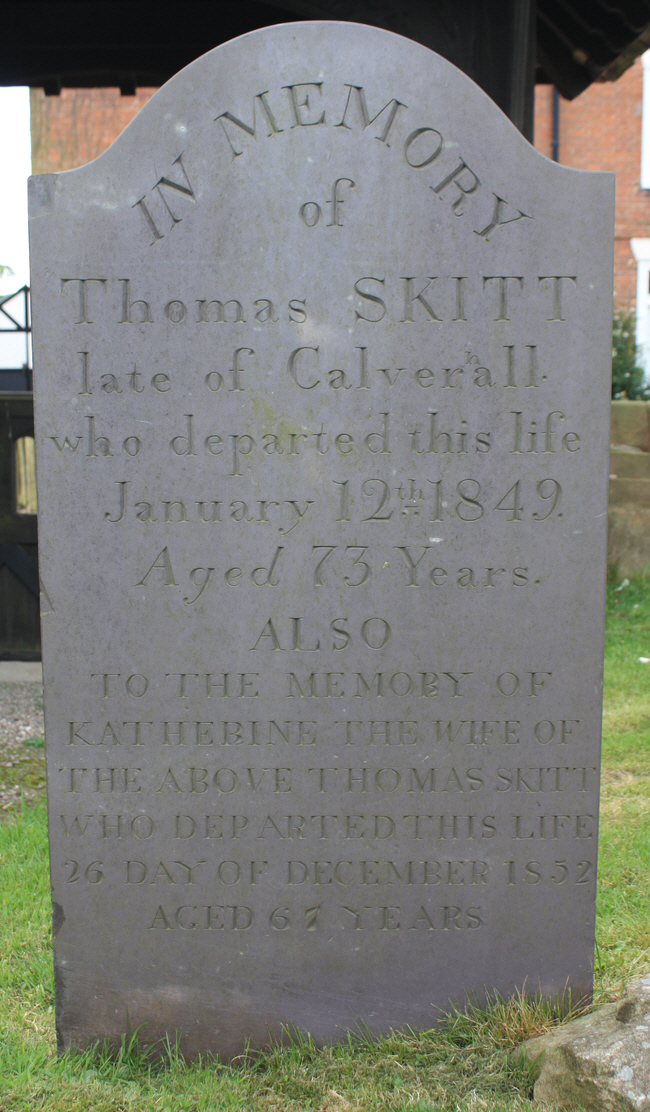 IN MEMORY
of
Thomas SKITT
late of Calverhall.
who departed this life
January 12th 1849.
Aged 73 Years.
ALSO
TO THE MEMORY OF
KATHERINE THE WIFE OF
THE ABOVE THOMAS SKITT
WHO DEPARTED THIS LIFE
26 DAY OF DECEMBER 1852
AGED 67 YEARS